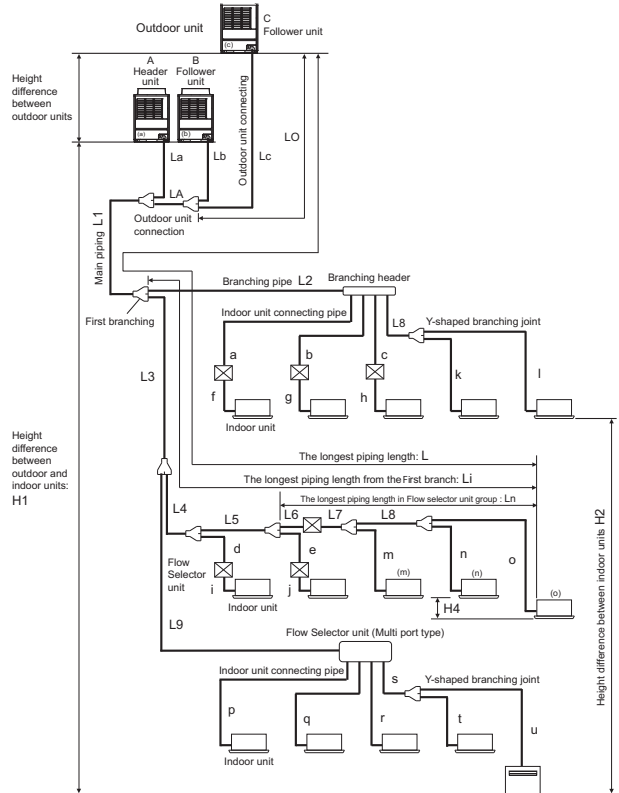 Outdoor unit
C
Follower unit
(c)
A
Header
unit
B
Follower
unit
Height
difference
between
outdoor units
(a)
(b)
La
Lb
Lc
Outdoor unit connecting
LO
LA
Outdoor unit
connection
Main piping L1
Branching pipe L2
Branching header
First branching
Indoor unit connecting pipe
L8
Y-shaped branching joint
L3
a
b
c
k
l
f
g
h
Indoor unit
Height
difference
between
outdoor and
indoor units:
H1
The longest piping length: L
The longest piping length from the First branch: Li
The longest piping length in Flow selector unit group : Ln
L4
L5
L6
L7
L8
Flow
Selector
unit
d
e
m
n
o
(m)
(n)
(o)
i
j
Indoor unit
H4
Height difference between indoor units H2
L9
Flow Selector unit (Multi port type)
Indoor unit connecting pipe
s
Y-shaped branching joint
p
q
r
t
u
Indoor unit